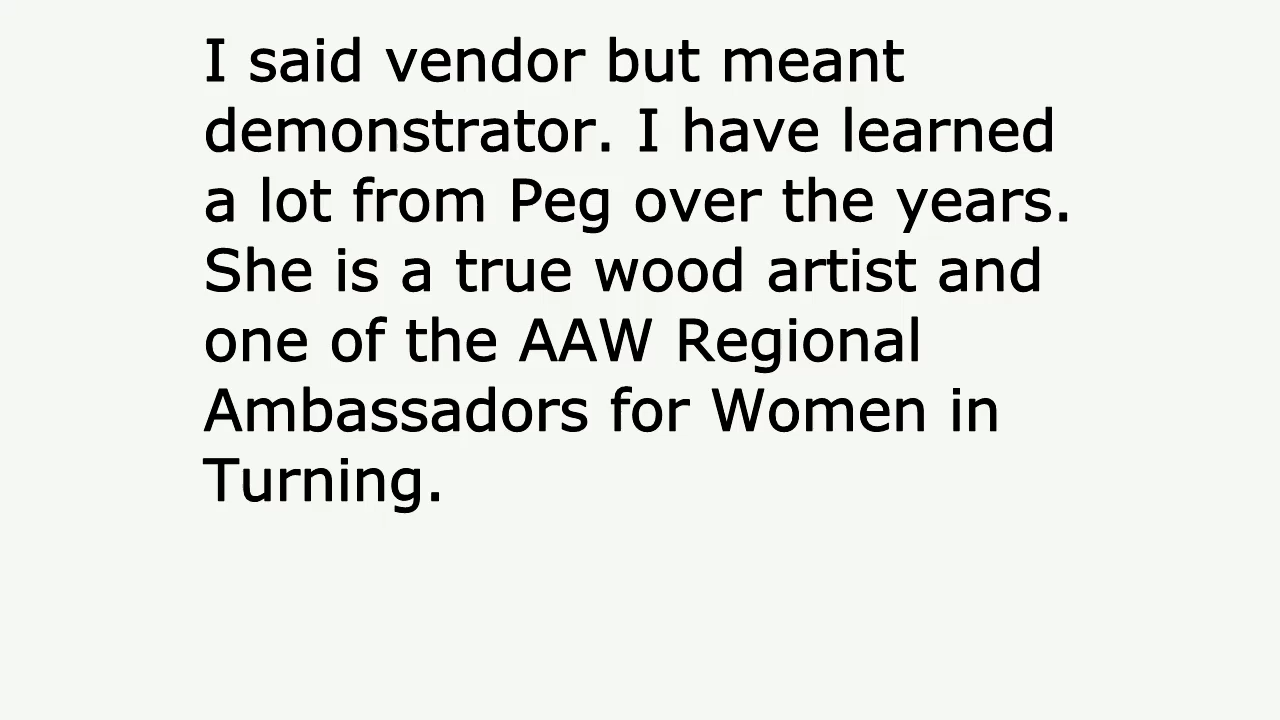 I said vendor but meant
demonstrator. I have learned
a lot from Peg over the years.
She is a true wood artist and
one of the AAW Regional
Ambassadors for Women in
Turning.